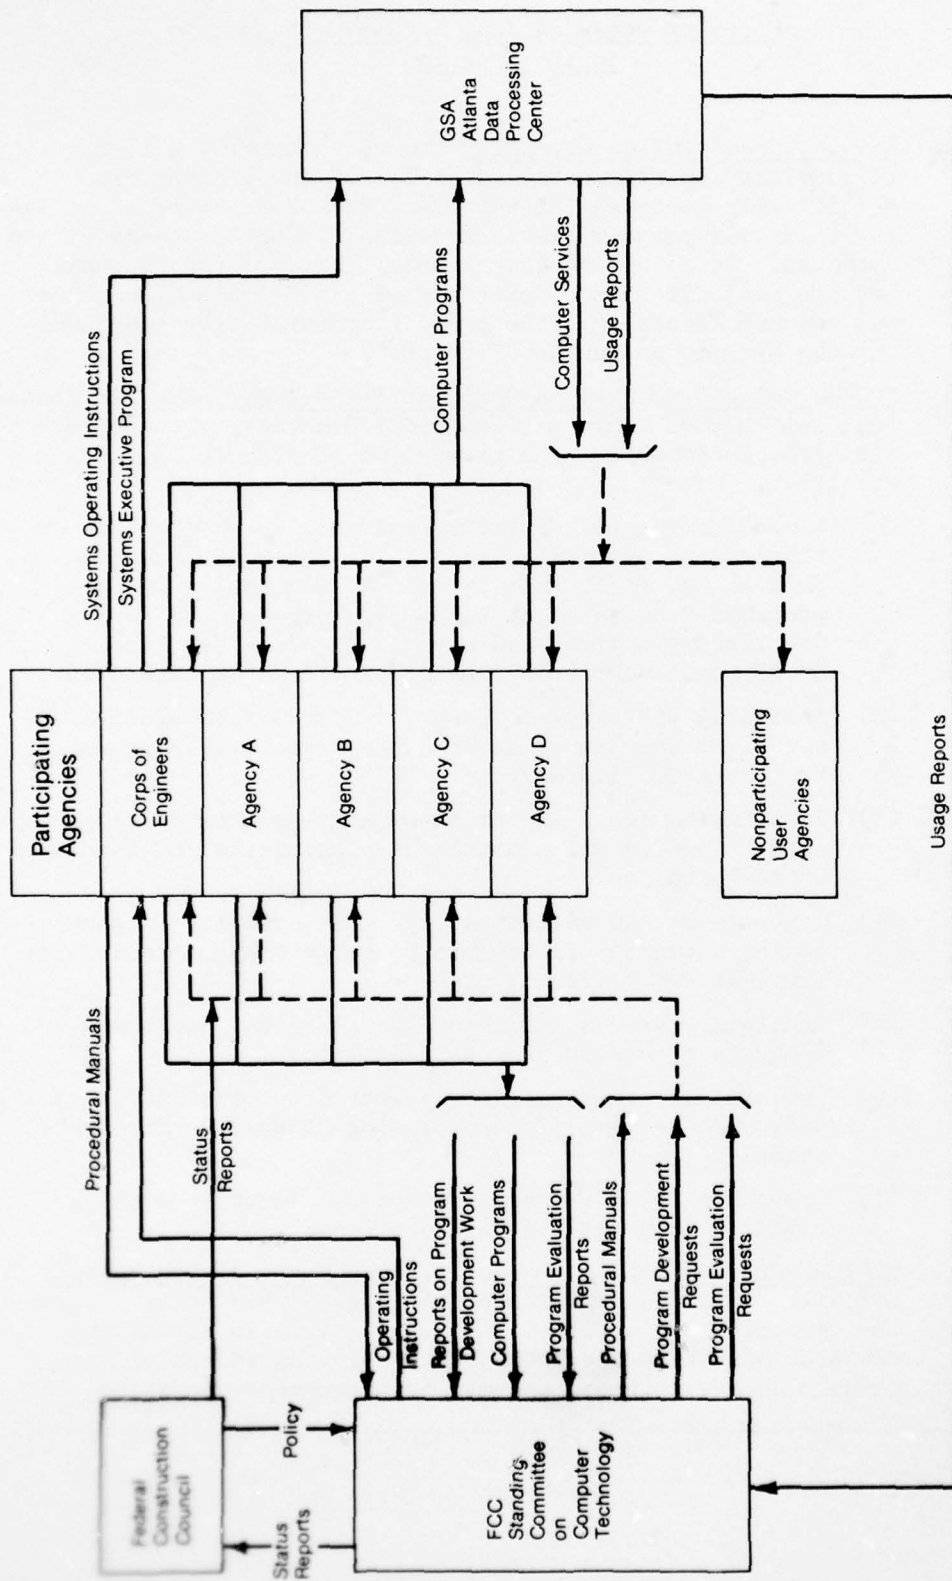 Federal
Construction
Council
Status
Reports
Policy
FCC
Standing
Committee
on
Computer
Technology
Procedural Manuals
Operating
Instructions
Status
Reports
Reports on Program
Development Work
Computer Programs
Program Evaluation
Reports
Procedural Manuals
Program Development
Requests
Program Evaluation
Requests
Participating
Agencies
Corps of
Engineers
Agency A
Agency B
Agency C
Agency D
Nonparticipating
User
Agencies
Systems Operating Instructions
Systems Executive Program
Computer Programs
Computer Services
Usage Reports
GSA
Atlanta
Data
Processing
Center
Usage Reports